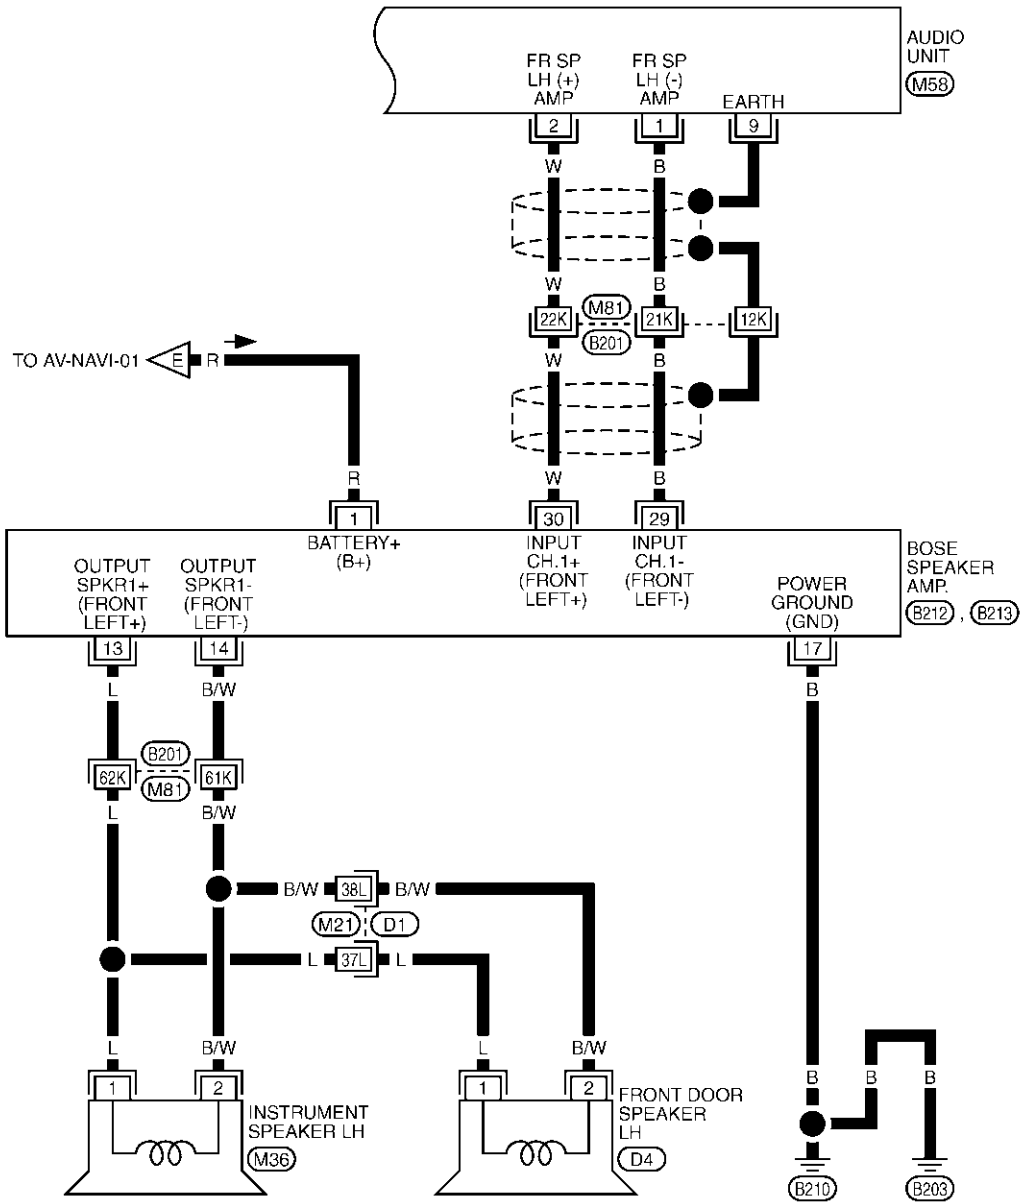 AUDIO
UNIT
M58
FR SP
LH (+)
AMP
FR SP
LH (-)
AMP
EARTH
2
1
9
W
B
W
B
22K
M81
B201
21K
12K
TO AV-NAVI-01
E
R
W
B
R
W
B
1
30
29
BATTERY+
(B+)
INPUT
CH.1+
(FRONT
LEFT+)
INPUT
CH.1-
(FRONT
LEFT-)
BOSE
SPEAKER
AMP.
B212 , B213
OUTPUT
SPKR1+
(FRONT
LEFT+)
OUTPUT
SPKR1-
(FRONT
LEFT-)
POWER
GROUND
(GND)
13
14
17
L
B/W
B
62K
B201
M81
61K
L
B/W
B/W
38L
B/W
M21
D1
L
37L
L
L
B/W
L
B/W
B
B
B
1
2
1
2
INSTRUMENT
SPEAKER LH
M36
FRONT DOOR
SPEAKER
LH
D4
B210
B203